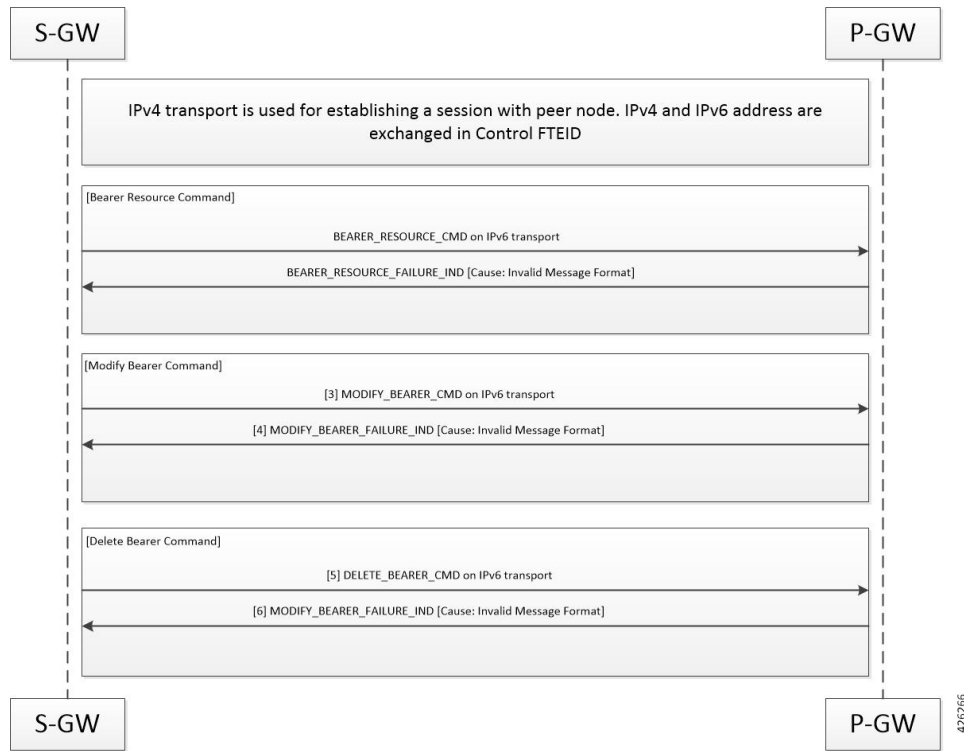 S-GW
P-GW
IPv4 transport is used for establishing a session with peer node. IPv4 and IPv6 address are
exchanged in Control FTEID
[Bearer Resource Command]
BEARER_RESOURCE_CMD on IPv6 transport
BEARER_RESOURCE_FAILURE_IND [Cause: Invalid Message Format]
[Modify Bearer Command]
[3] MODIFY_BEARER_CMD on IPv6 transport
[4] MODIFY_BEARER_FAILURE_IND [Cause: Invalid Message Format]
[Delete Bearer Command]
[5] DELETE_BEARER_CMD on IPv6 transport
[6] MODIFY_BEARER_FAILURE_IND [Cause: Invalid Message Format]
S-GW
P-GW
426266